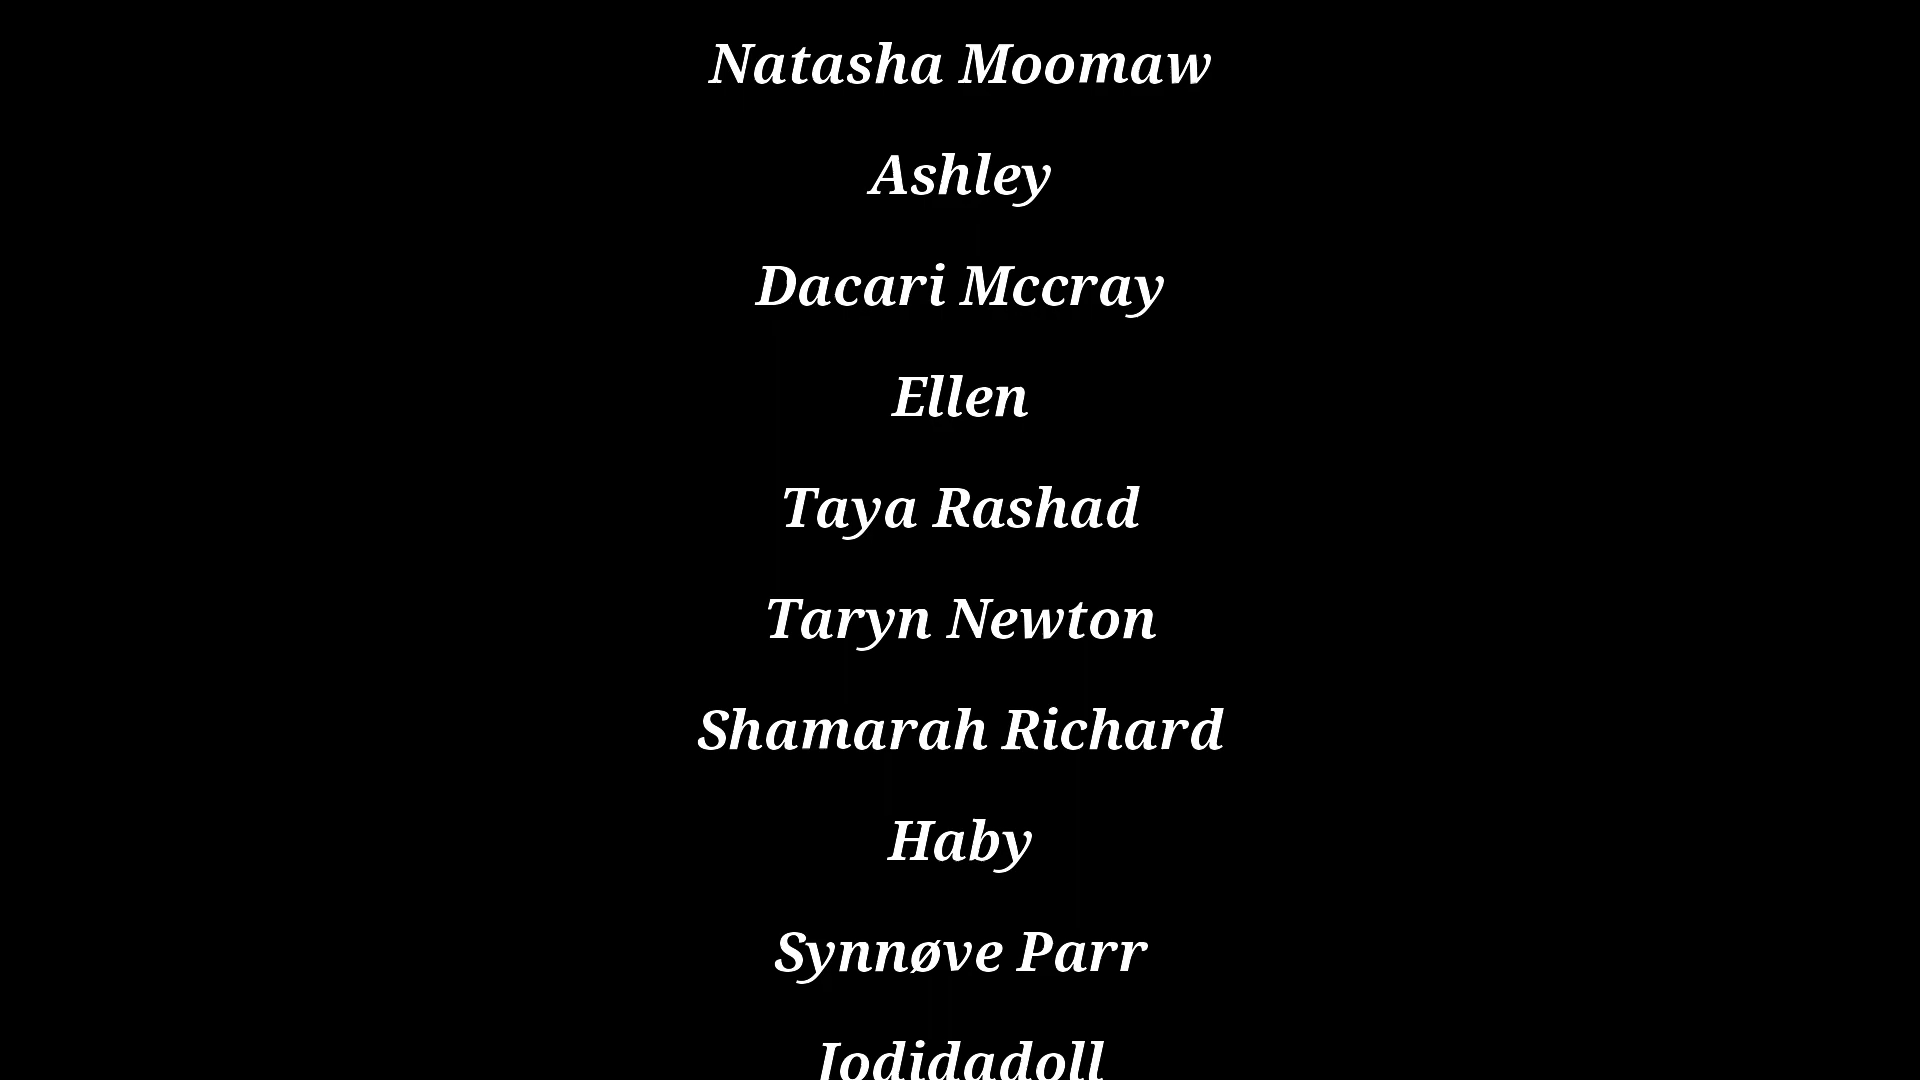 Natasha Moomaw
Ashley
Dacari Mccray
Ellen
Taya Rashad
Taryn Newton
Shamarah Richard
Haby
Synnøve Parr
Jodidadoll